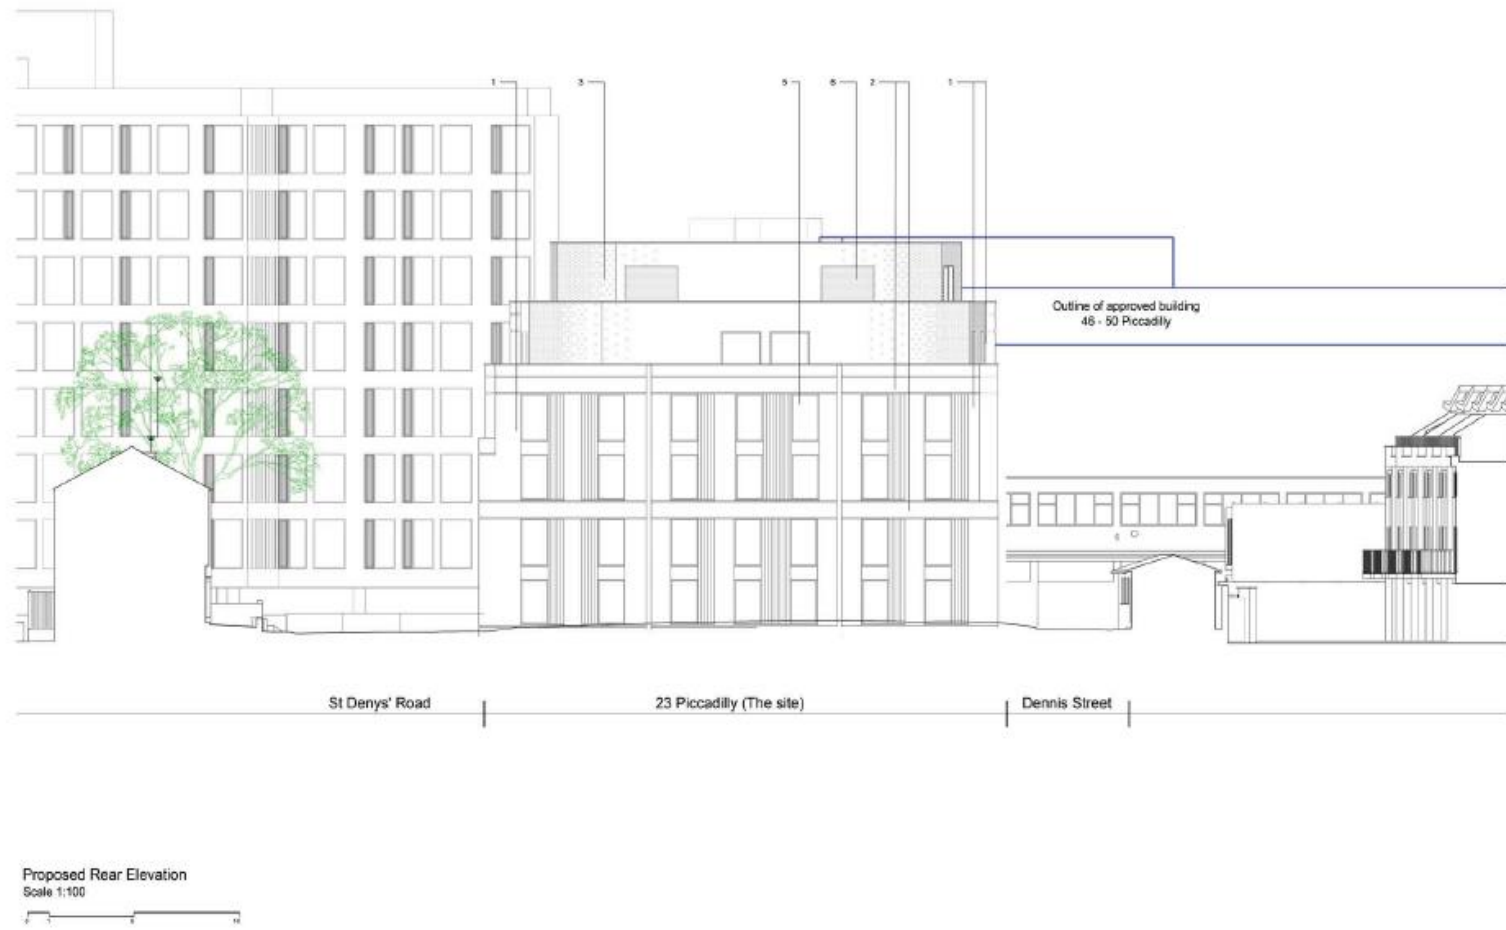 1 3 5 6 2 1
Outline of approved building
46 - 50 Piccadilly
St Denys' Road 23 Piccadilly (The site) Dennis Street
Proposed Rear Elevation
Scale 1:100